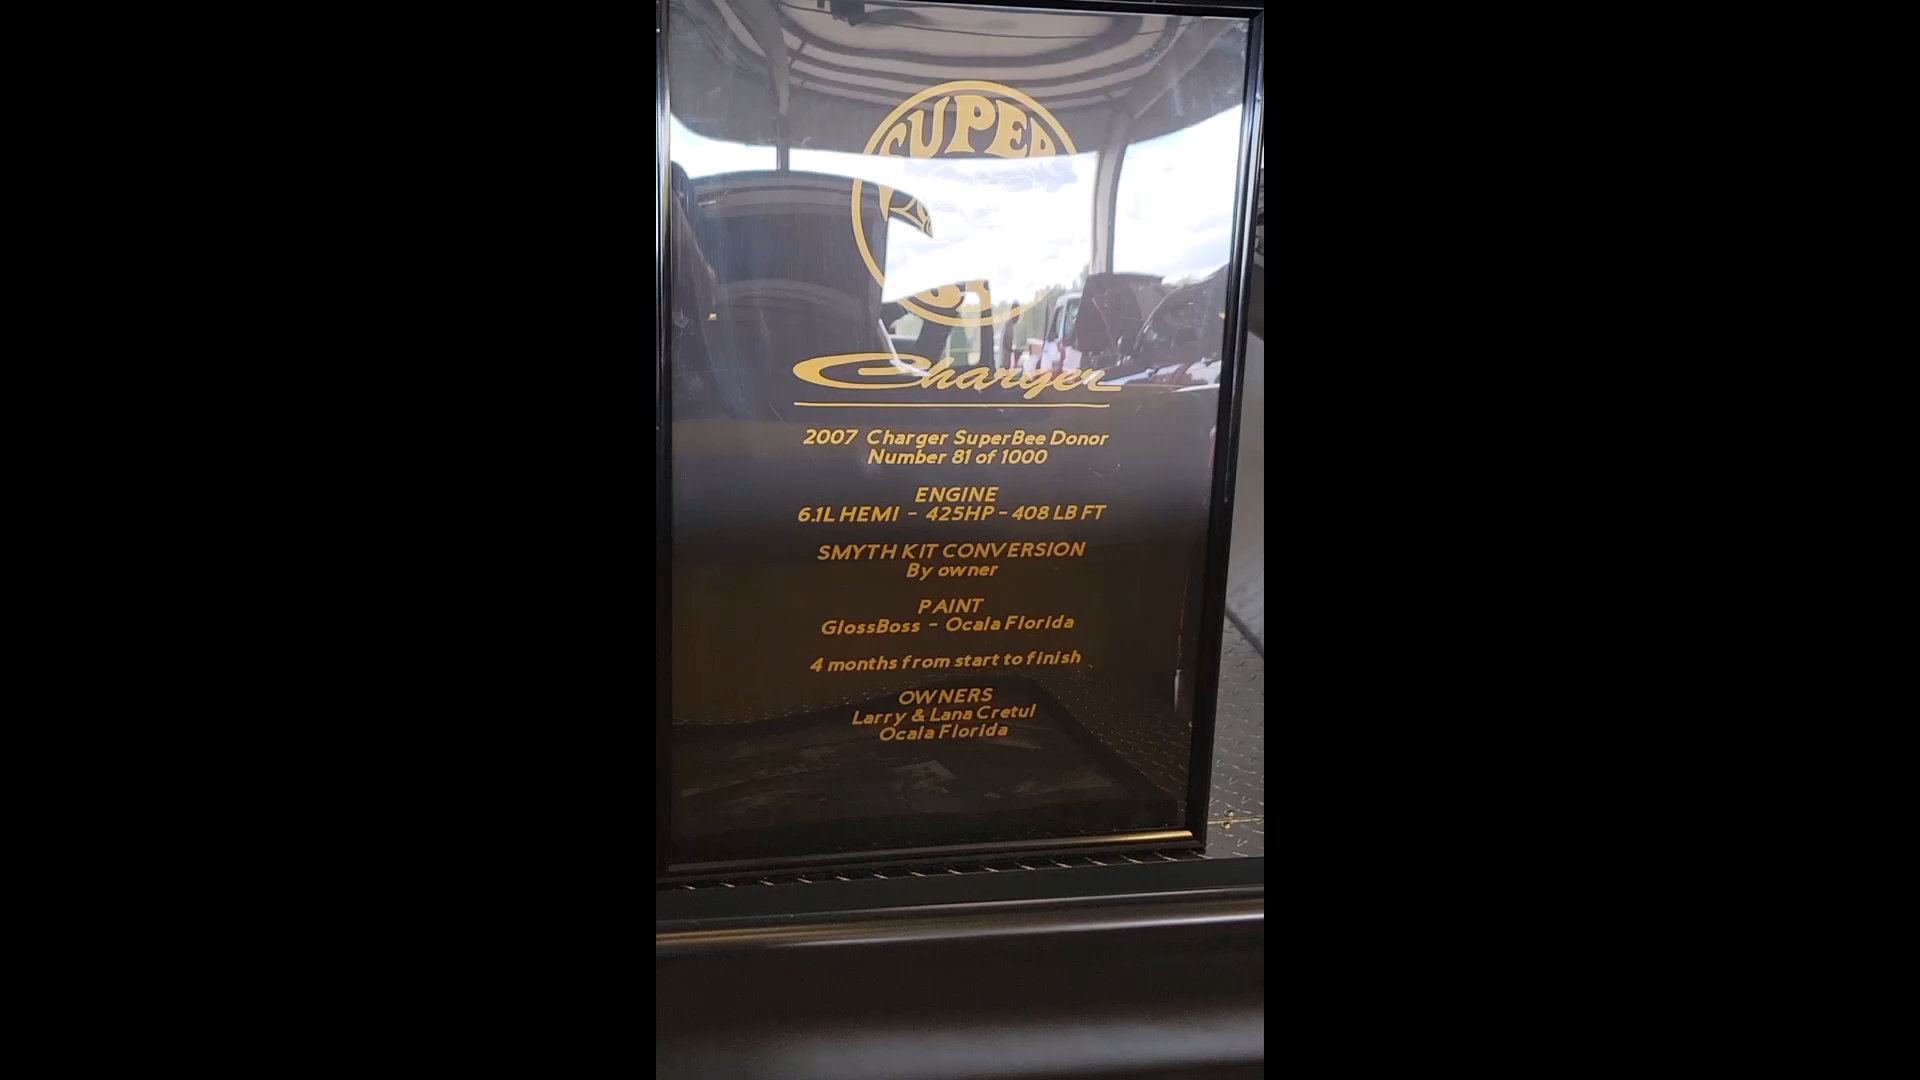 SUPER
Charger
2007 Charger SuperBee Donor
Number 81 of 1000
ENGINE
6.1L HEMI - 425HP - 408 LB FT
SMYTH KIT CONVERSION
By owner
PAINT
GlossBoss - Ocala Florida
4 months from start to finish
OWNERS
Larry & Lana Cretul
Ocala Florida